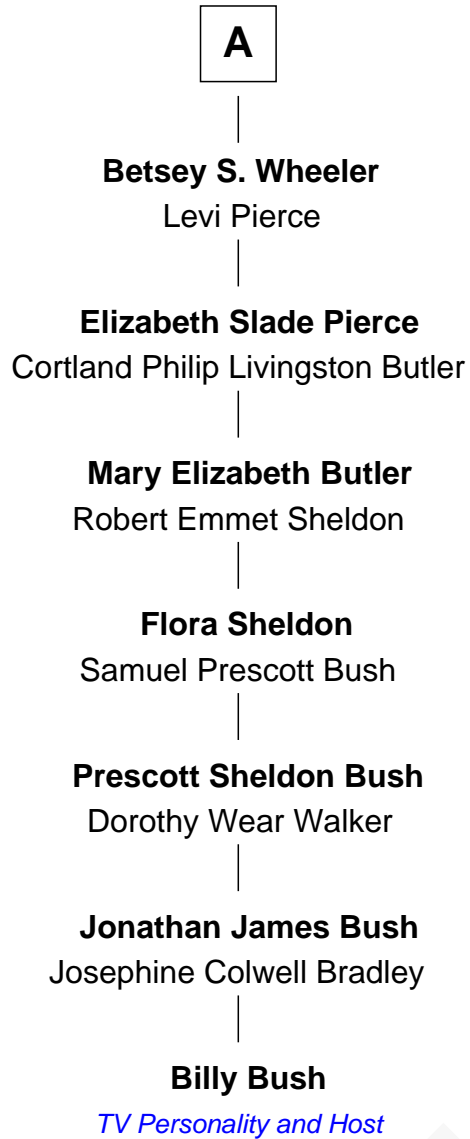 A
Betsey S. Wheeler
Levi Pierce
Elizabeth Slade Pierce
Cortland Philip Livingston Butler
Mary Elizabeth Butler
Robert Emmet Sheldon
Flora Sheldon
Samuel Prescott Bush
Prescott Sheldon Bush
Dorothy Wear Walker
Jonathan James Bush
Josephine Colwell Bradley
Billy Bush
TV Personality and Host